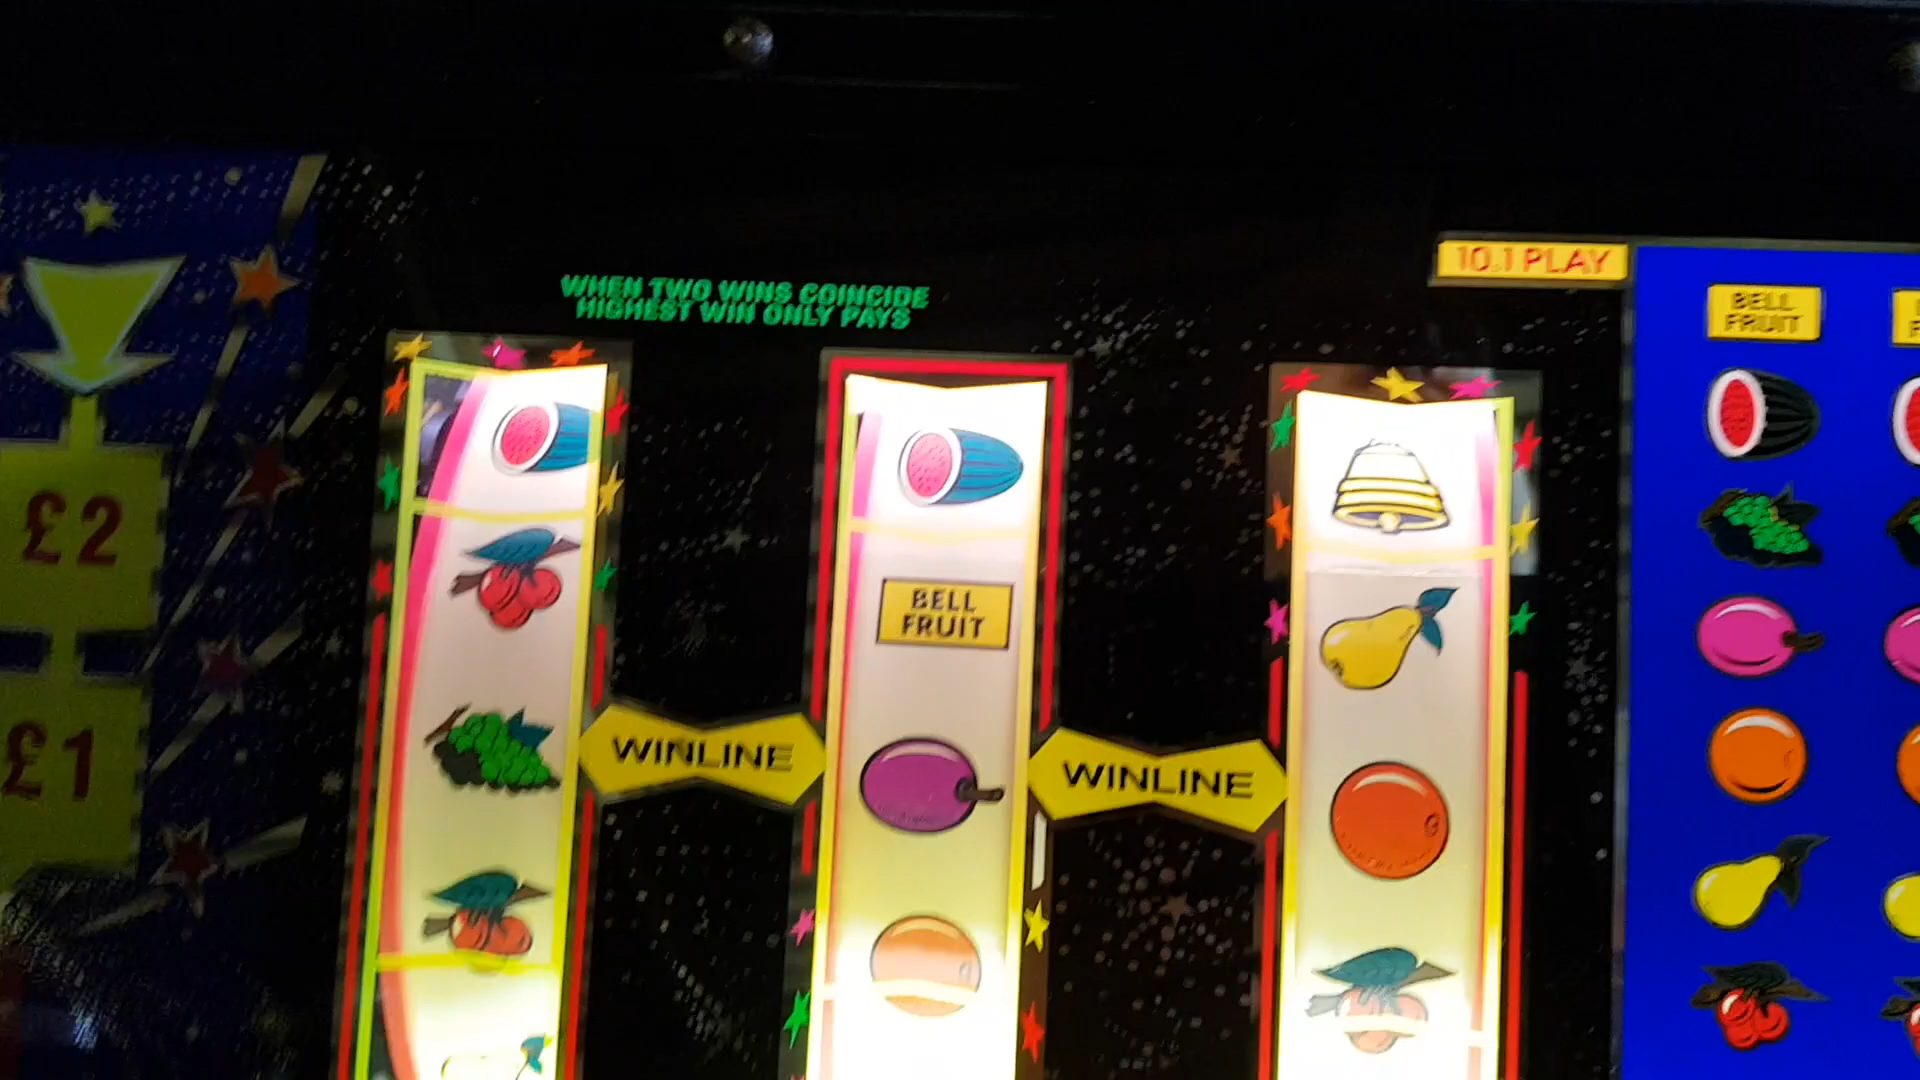 WHEN TWO WINS COINCIDE
HIGHEST WIN ONLY PAYS
10.1 PLAY
BELL
FRUIT
£2
BELL
FRUIT
WINLINE
WINLINE
£1